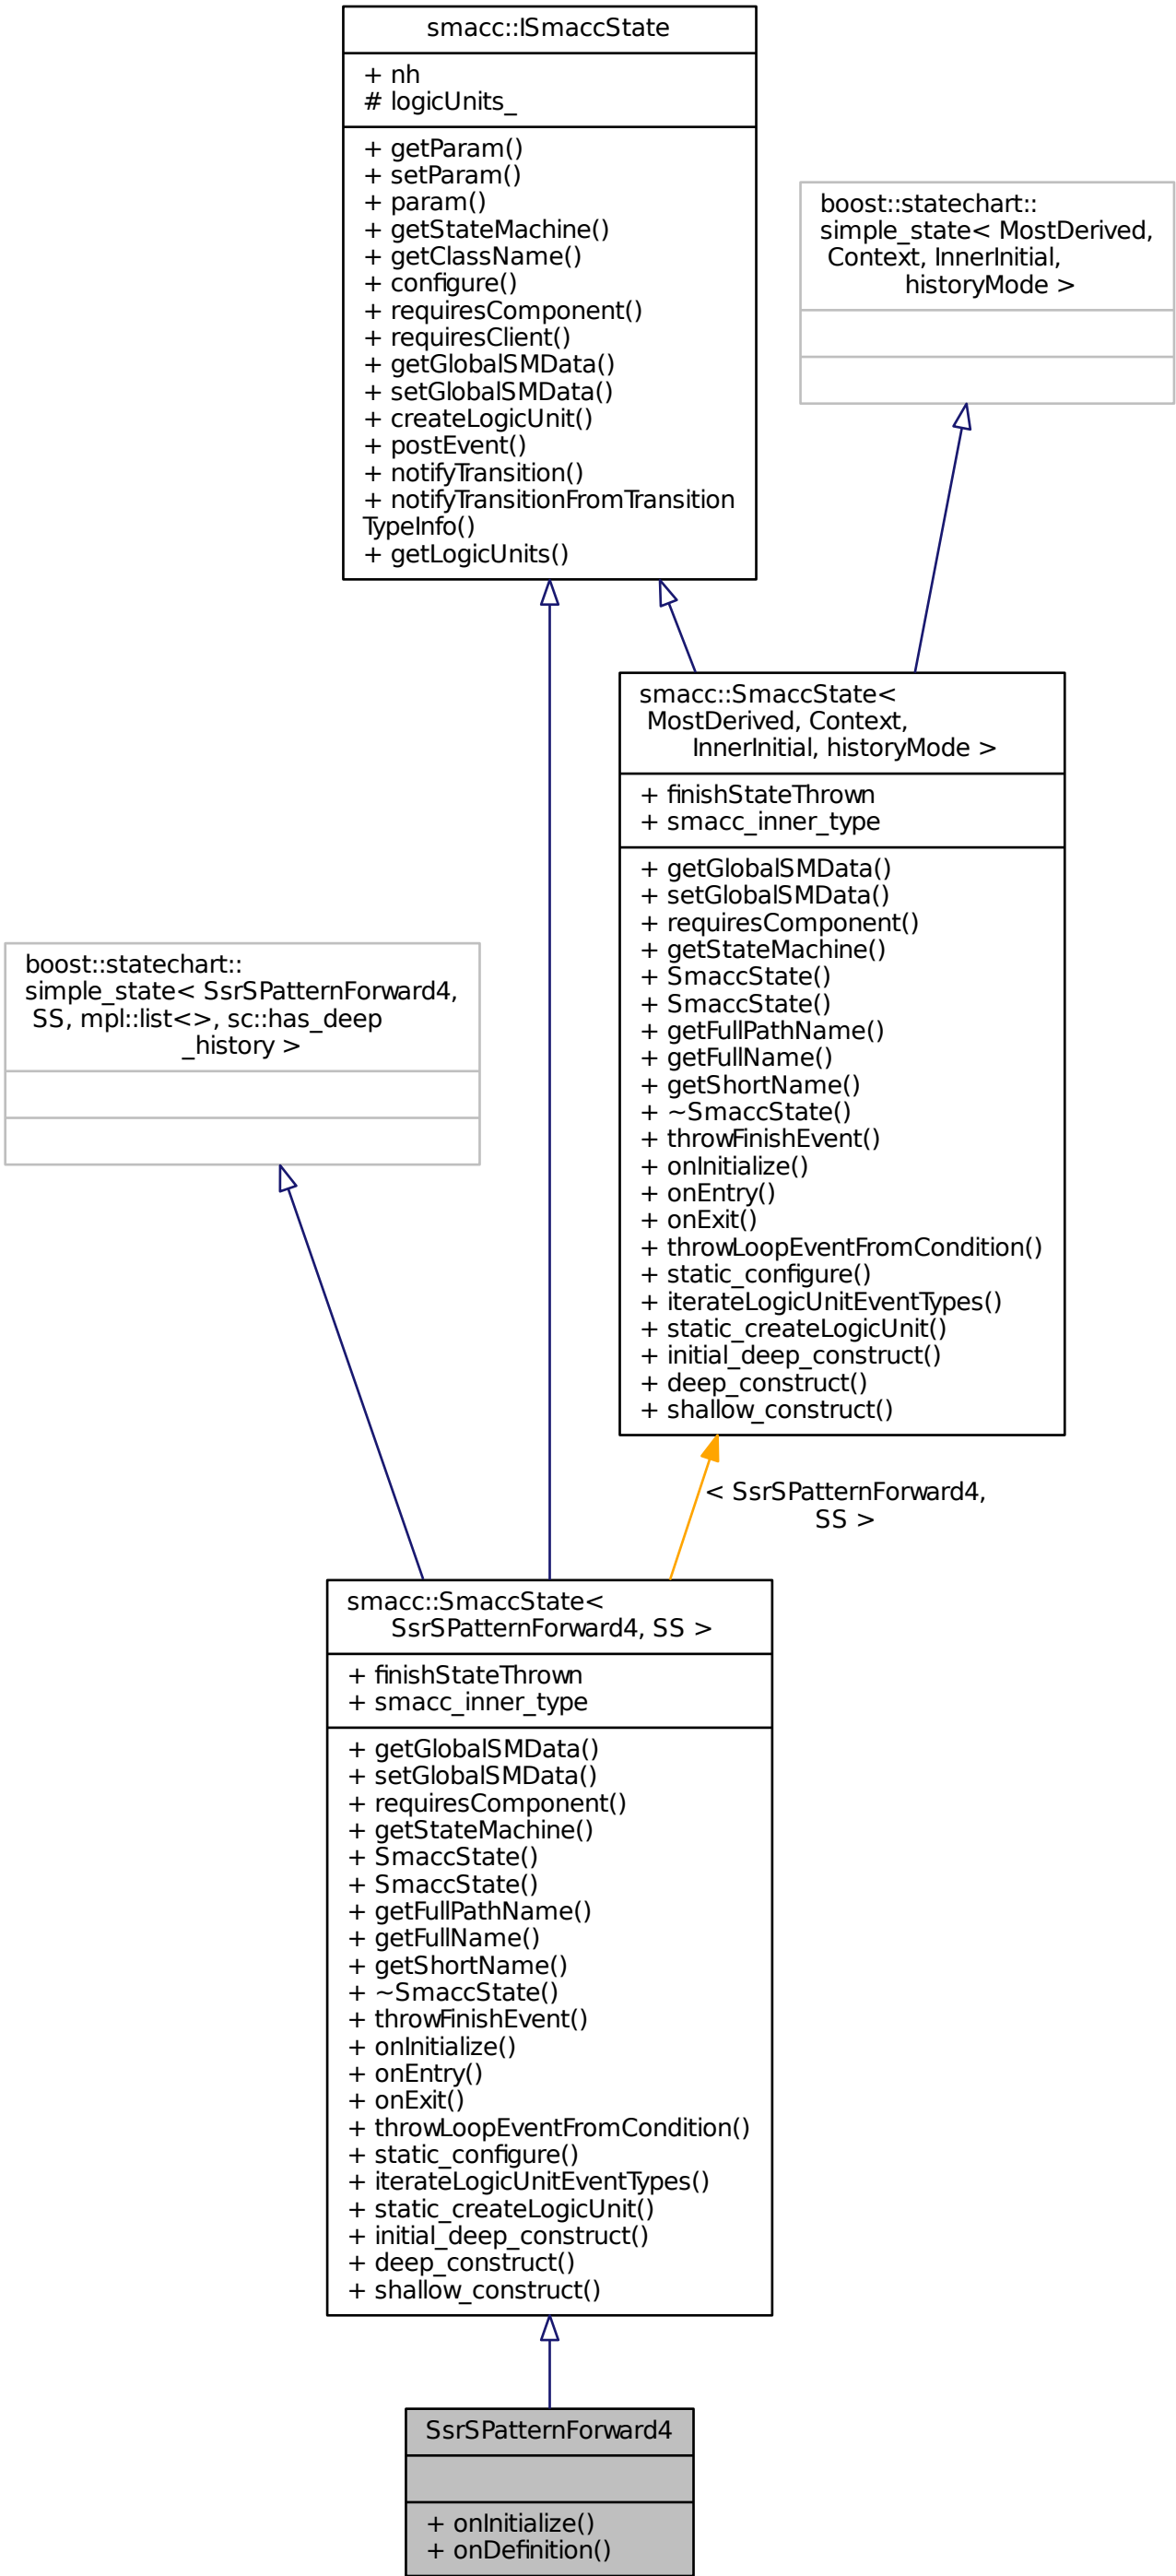 smacc::ISmaccState
+ nh
# logicUnits_
+ getParam()
+ setParam()
+ param()
+ getStateMachine()
+ getClassName()
+ configure()
+ requiresComponent()
+ requiresClient()
+ getGlobalSMData()
+ setGlobalSMData()
+ createLogicUnit()
+ postEvent()
+ notifyTransition()
+ notifyTransitionFromTransition
TypeInfo()
+ getLogicUnits()
boost::statechart::
simple_state< MostDerived,
Context, InnerInitial,
historyMode >
smacc::SmaccState<
MostDerived, Context,
InnerInitial, historyMode >
+ finishStateThrown
+ smacc_inner_type
+ getGlobalSMData()
+ setGlobalSMData()
+ requiresComponent()
+ getStateMachine()
+ SmaccState()
+ SmaccState()
+ getFullPathName()
+ getFullName()
+ getShortName()
+ ~SmaccState()
+ throwFinishEvent()
+ onInitialize()
+ onEntry()
+ onExit()
+ throwLoopEventFromCondition()
+ static_configure()
+ iterateLogicUnitEventTypes()
+ static_createLogicUnit()
+ initial_deep_construct()
+ deep_construct()
+ shallow_construct()
boost::statechart::
simple_state< SsrSPatternForward4,
SS, mpl::list<>, sc::has_deep
_history >
< SsrSPatternForward4,
SS >
smacc::SmaccState<
SsrSPatternForward4, SS >
+ finishStateThrown
+ smacc_inner_type
+ getGlobalSMData()
+ setGlobalSMData()
+ requiresComponent()
+ getStateMachine()
+ SmaccState()
+ SmaccState()
+ getFullPathName()
+ getFullName()
+ getShortName()
+ ~SmaccState()
+ throwFinishEvent()
+ onInitialize()
+ onEntry()
+ onExit()
+ throwLoopEventFromCondition()
+ static_configure()
+ iterateLogicUnitEventTypes()
+ static_createLogicUnit()
+ initial_deep_construct()
+ deep_construct()
+ shallow_construct()
SsrSPatternForward4
+ onInitialize()
+ onDefinition()